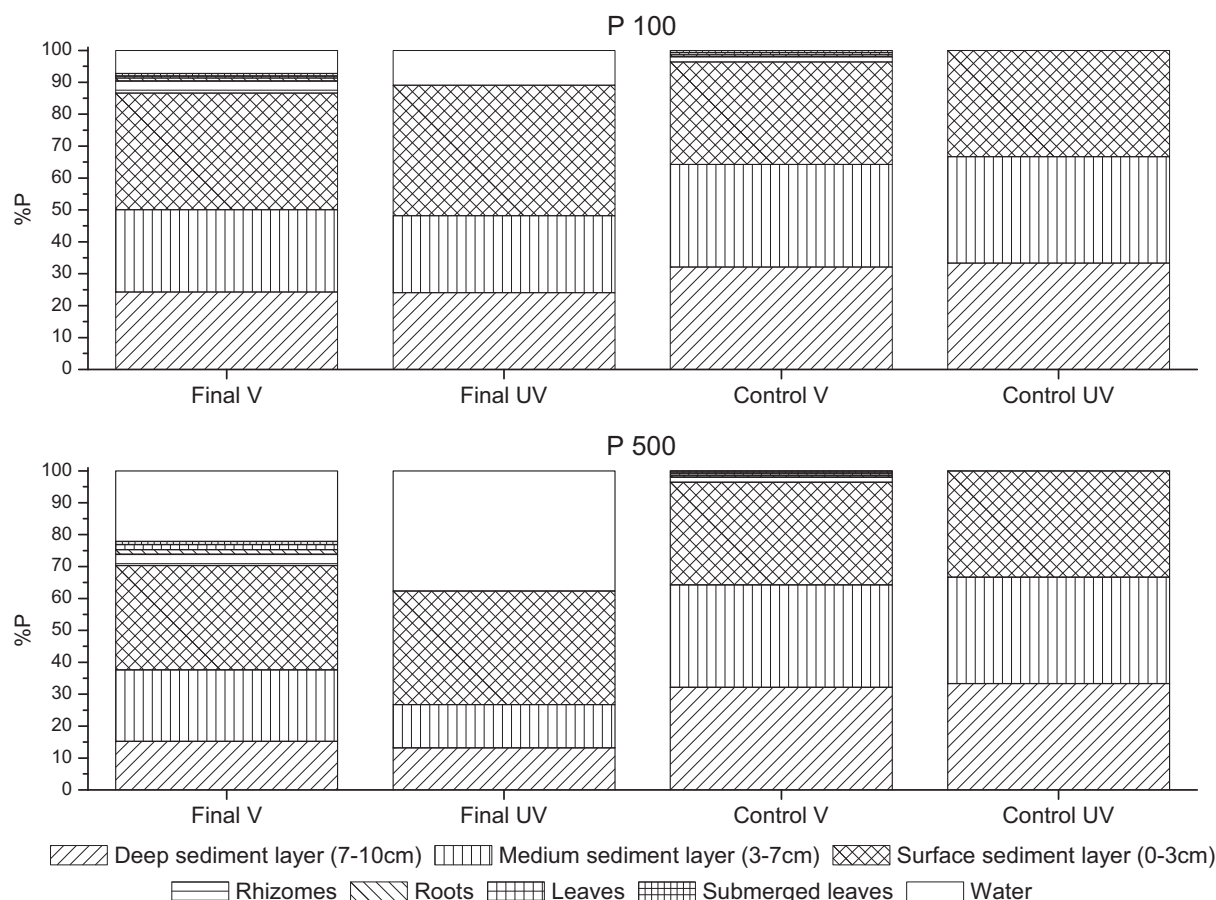 P 100
%P
100
90
80
70
60
50
40
30
20
10
0
Final V Final UV Control V Control UV
P 500
%P
100
90
80
70
60
50
40
30
20
10
0
Final V Final UV Control V Control UV
Deep sediment layer (7-10cm) Medium sediment layer (3-7cm) Surface sediment layer (0-3cm)
Rhizomes Roots Leaves Submerged leaves Water